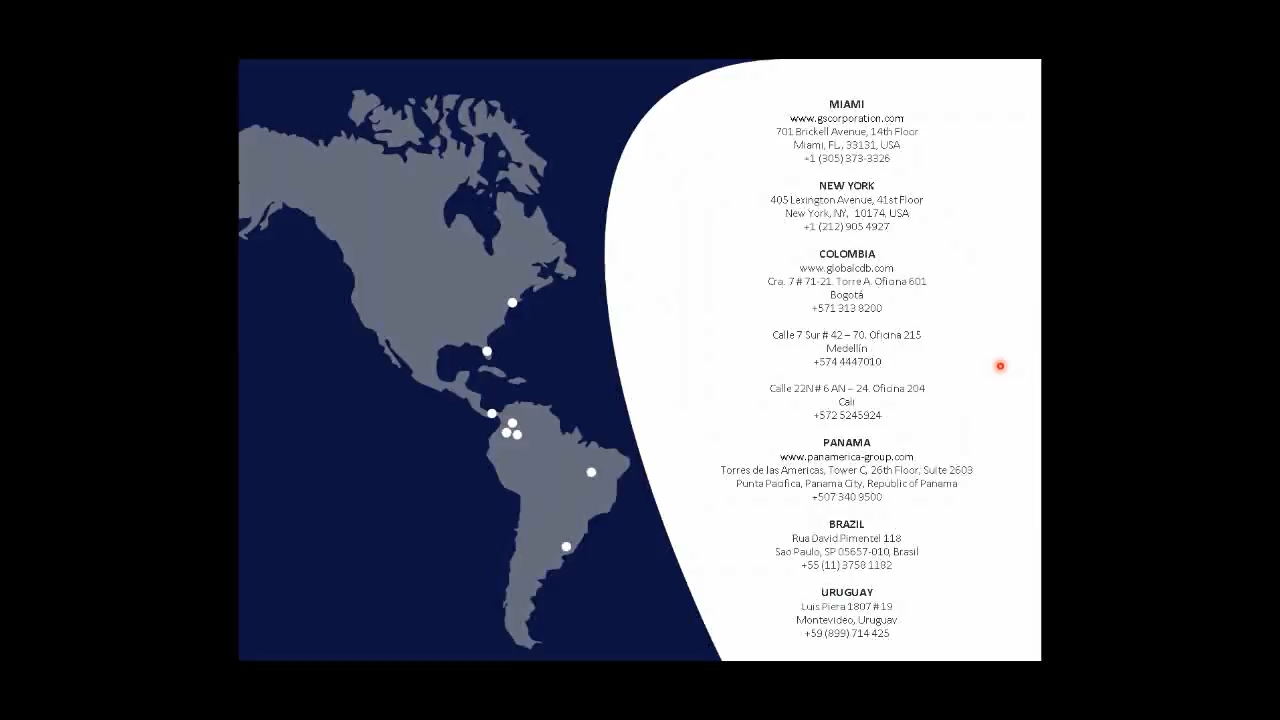 MIAMI
www.gscorporation.com
701 Brickell Avenue, 14th Floor
Miami, FL., 33131, USA
+1 (305) 373-3326
NEW YORK
405 Lexington Avenue, 41st Floor
New York, NY, 10174, USA
+1 (212) 905 4927
COLOMBIA
www.globalcdb.com
Cra. 7 # 71-21. Torre A. Oficina 601
Bogotá
+571 313 8200
Calle 7 Sur # 42 – 70. Oficina 215
Medellín
+574 4447010
Calle 22N # 6 AN – 24. Oficina 204
Cali
+572 5245924
PANAMA
www.panamerica-group.com
Torres de las Americas, Tower C, 26th Floor, Suite 2603
Punta Pacifica, Panama City, Republic of Panama
+507 340 9500
BRAZIL
Rua David Pimentel 118
Sao Paulo, SP 05657-010, Brasil
+55 (11) 3758 1182
URUGUAY
Luis Piera 1807 # 19
Montevideo, Uruguay
+59 (899) 714 425